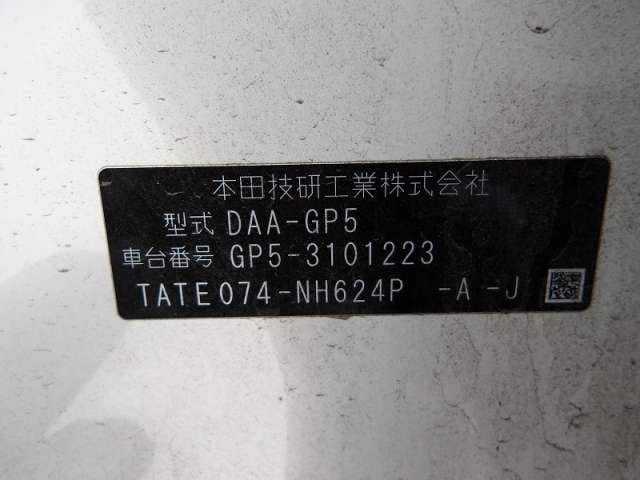 本田技研工業株式会社
型式 DAA-GP5
車台番号 GP5-3101223
TATE074-NH624P -A -J